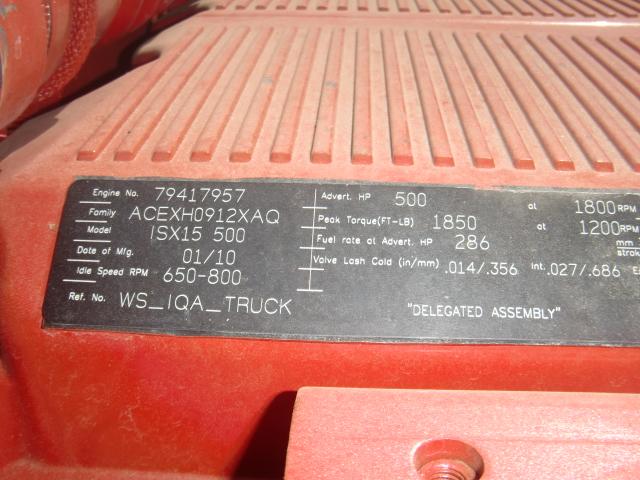 Engine No. 79417957
Family ACEXH0912XAQ
Model ISX15 500
Date of Mfg. 01/10
Idle Speed RPM 650-800
Ref. No. WS_IQA_TRUCK
Advert. HP 500 at 1800 RPM
Peak Torque(FT-LB) 1850 at 1200 RPM
Fuel rate at Advert. HP 286 mm
strok
Valve Lash Cold (in/mm) .014/.356 Int. .027/.686 E
"DELEGATED ASSEMBLY"